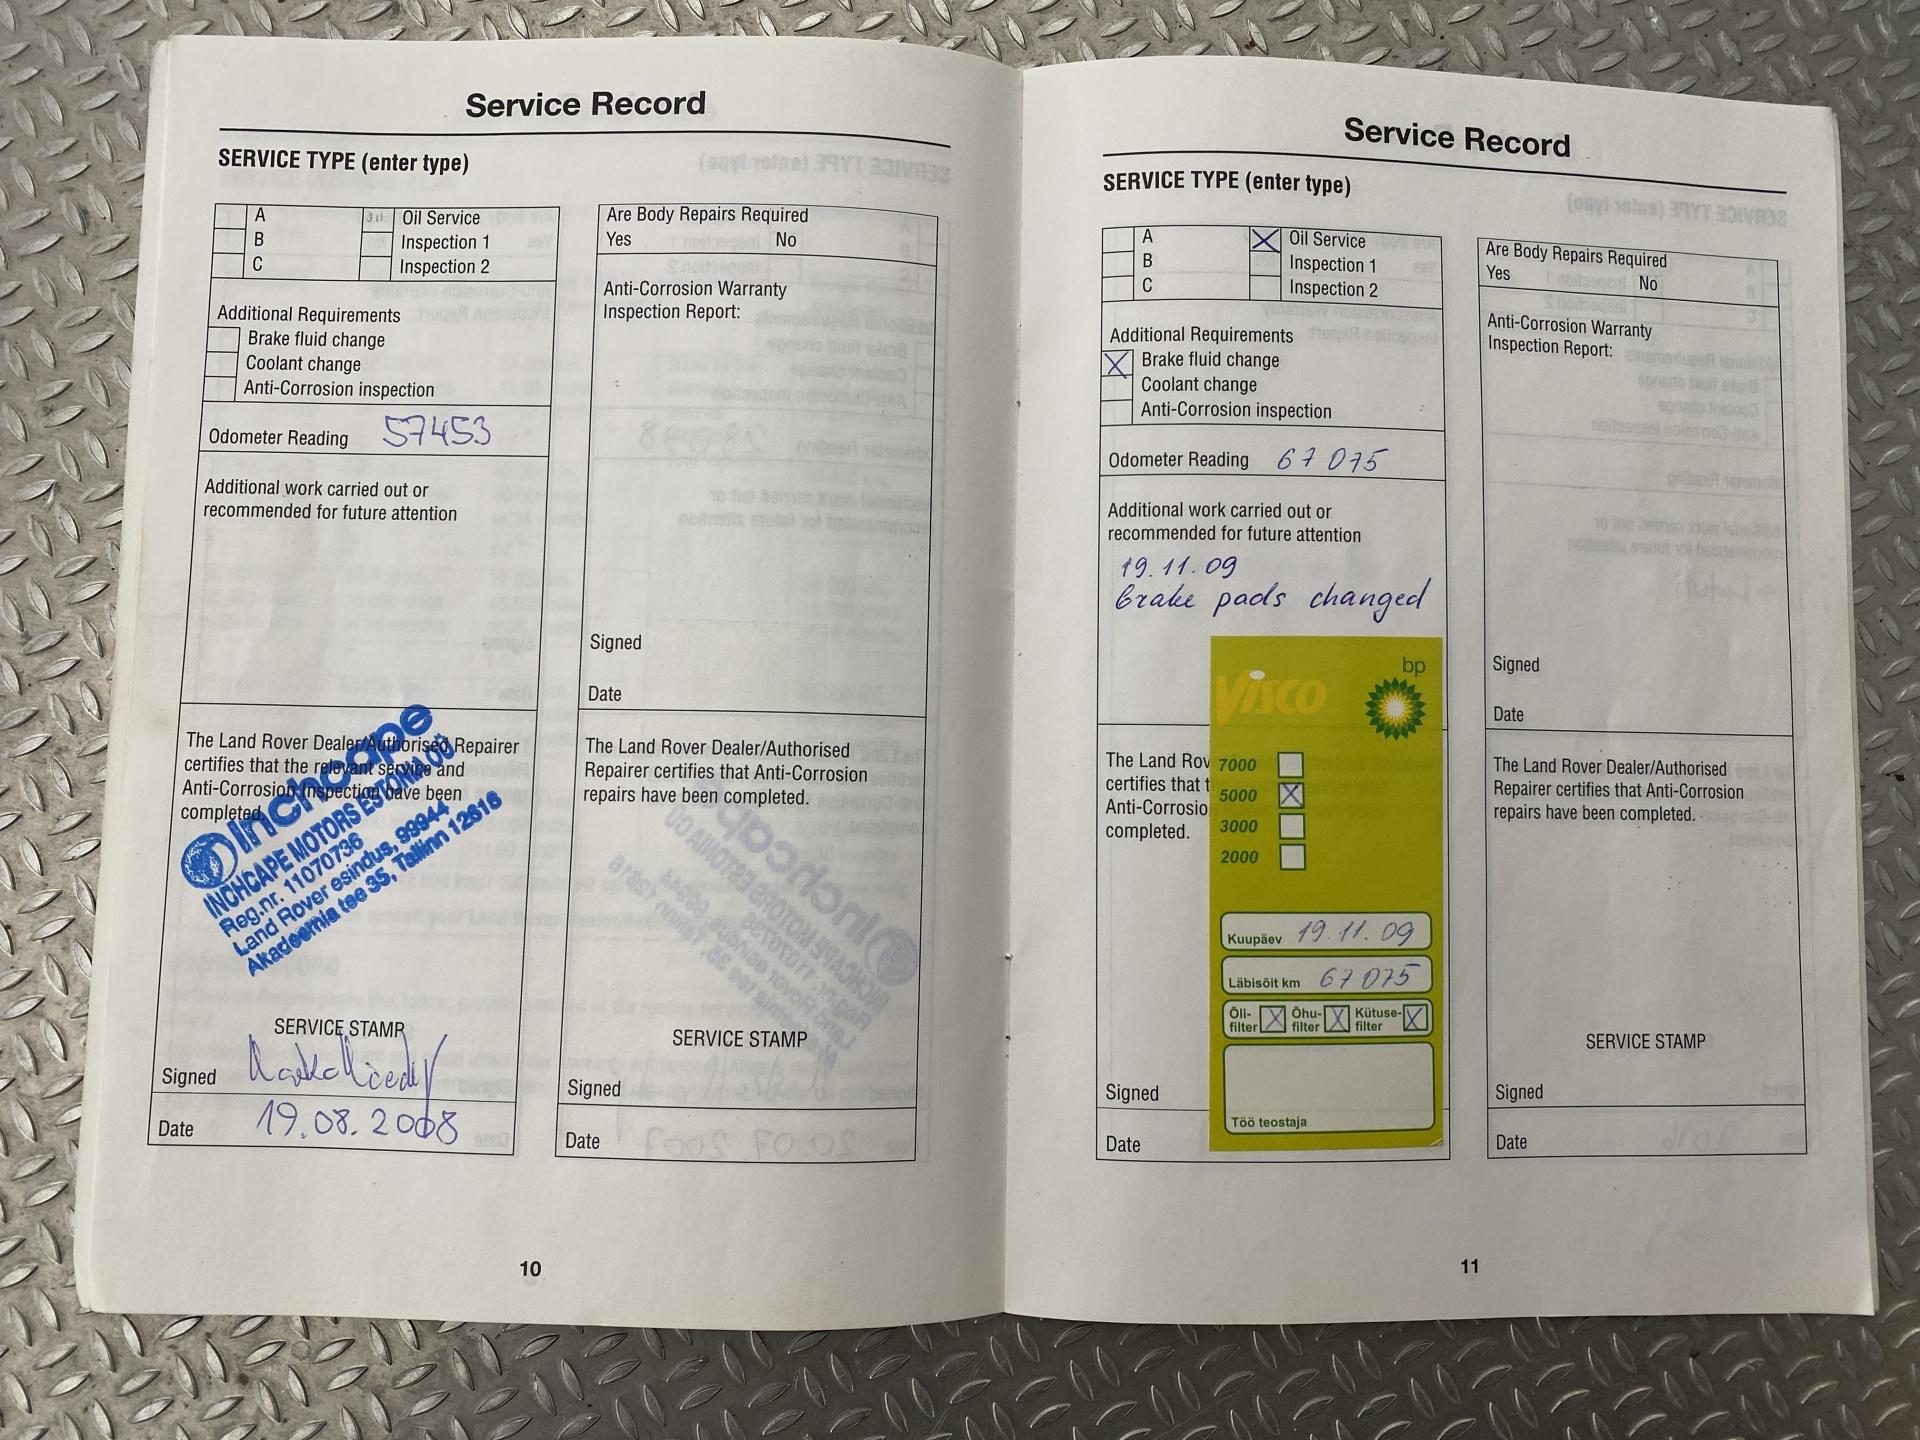 Service Record
SERVICE TYPE (enter type)
A
Oil Service
B
Inspection 1
C
Inspection 2
Additional Requirements
Brake fluid change
Coolant change
Anti-Corrosion inspection
Odometer Reading 57453
Additional work carried out or
recommended for future attention
The Land Rover Dealer/Authorised Repairer
certifies that the relevant service and
Anti-Corrosion Inspection have been
completed.
Inchcape
INCHCAPE MOTORS ESTONIA OÜ
Reg.nr. 11070736
Land Rover esindus, 99944
Akadeemia tee 35, Tallinn 12618
SERVICE STAMP
Signed
Date 19.08.2008
Are Body Repairs Required
Yes No
Anti-Corrosion Warranty
Inspection Report:
Signed
Date
The Land Rover Dealer/Authorised
Repairer certifies that Anti-Corrosion
repairs have been completed.
SERVICE STAMP
Signed
Date
10
Service Record
SERVICE TYPE (enter type)
A
Oil Service
B
Inspection 1
C
Inspection 2
Additional Requirements
Brake fluid change
Coolant change
Anti-Corrosion inspection
Odometer Reading 67 075
Additional work carried out or
recommended for future attention
19.11.09
Brake pads changed
The Land Rov
certifies that t
Anti-Corrosio
completed.
bp
Visco
7000
5000
3000
2000
Kuupäev 19.11.09
Läbisõit km 67 075
Õli-filter Õhu-filter Kütuse-filter
Töö teostaja
Signed
Date
Are Body Repairs Required
Yes No
Anti-Corrosion Warranty
Inspection Report:
Signed
Date
The Land Rover Dealer/Authorised
Repairer certifies that Anti-Corrosion
repairs have been completed.
SERVICE STAMP
Signed
Date
11